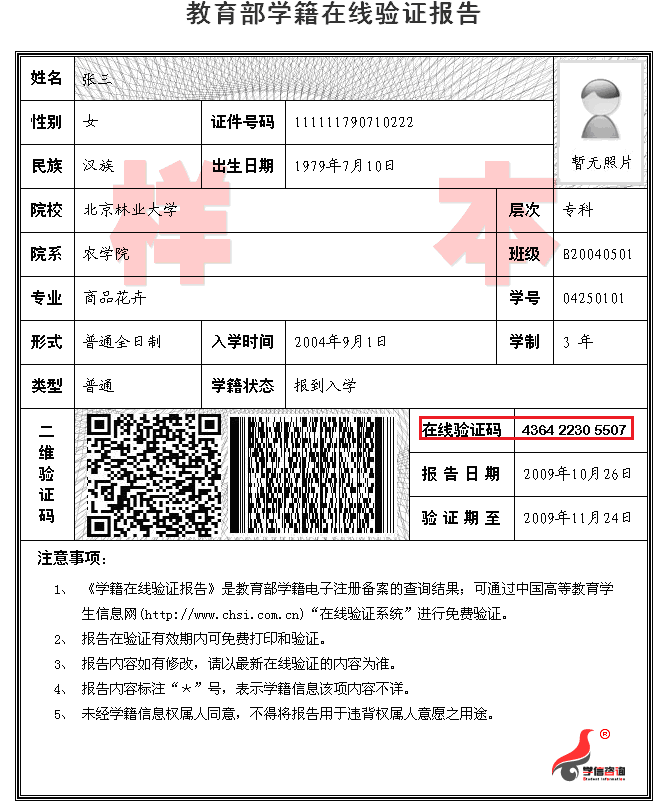 教育部学籍在线验证报告
姓名 张三
性别 女 证件号码 111111790710222
民族 汉族 出生日期 1979年7月10日
暂无照片
样本
院校 北京林业大学 层次 专科
院系 农学院 班级 B20040501
专业 商品花卉 学号 04250101
形式 普通全日制 入学时间 2004年9月1日 学制 3 年
类型 普通 学籍状态 报到入学
二维验证码
在线验证码 4364 2230 5507
报告日期 2009年10月26日
验证期至 2009年11月24日
注意事项：
1、 《学籍在线验证报告》是教育部学籍电子注册备案的查询结果；可通过中国高等教育学
生信息网(http://www.chsi.com.cn)“在线验证系统”进行免费验证。
2、 报告在验证有效期内可免费打印和验证。
3、 报告内容如有修改，请以最新在线验证的内容为准。
4、 报告内容标注“＊”号，表示学籍信息该项内容不详。
5、 未经学籍信息权属人同意，不得将报告用于违背权属人意愿之用途。
®
学信咨询
Student Information